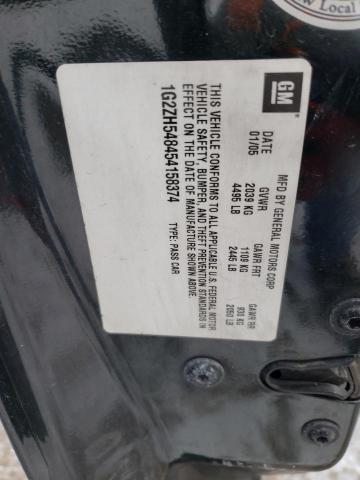 w Local
GM
MFD BY GENERAL MOTORS CORP
DATE GVWR GAWR FRT GAWR RR
01/05 2039 KG 1109 KG 930 KG
4495 LB 2445 LB 2050 LB
THIS VEHICLE CONFORMS TO ALL APPLICABLE U.S. FEDERAL MOTOR
VEHICLE SAFETY, BUMPER, AND THEFT PREVENTION STANDARDS IN
EFFECT ON THE DATE OF MANUFACTURE SHOWN ABOVE.
1G2ZH548454158374 TYPE: PASS CAR